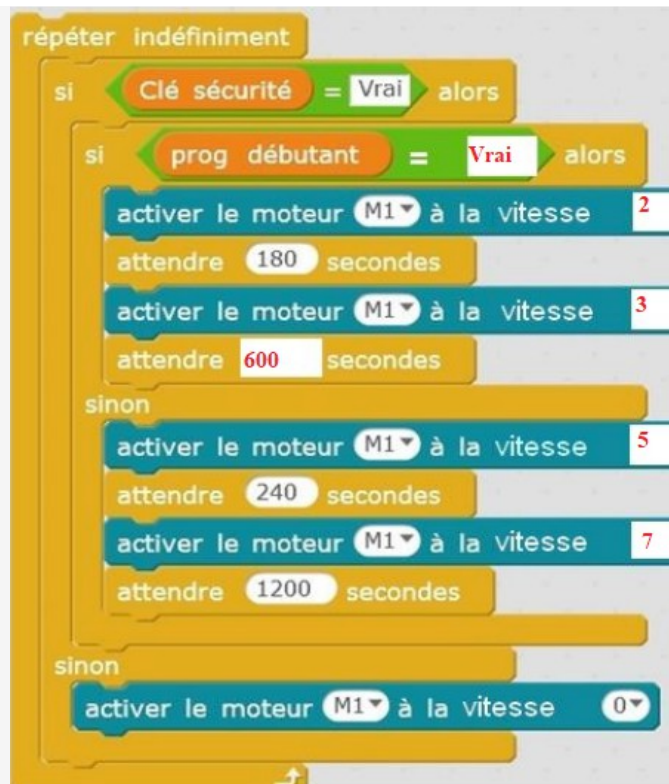 répéter indéfiniment
si Clé sécurité = Vrai alors
si prog débutant = Vrai alors
activer le moteur M1 à la vitesse 2
attendre 180 secondes
activer le moteur M1 à la vitesse 3
attendre 600 secondes
sinon
activer le moteur M1 à la vitesse 5
attendre 240 secondes
activer le moteur M1 à la vitesse 7
attendre 1200 secondes
sinon
activer le moteur M1 à la vitesse 0